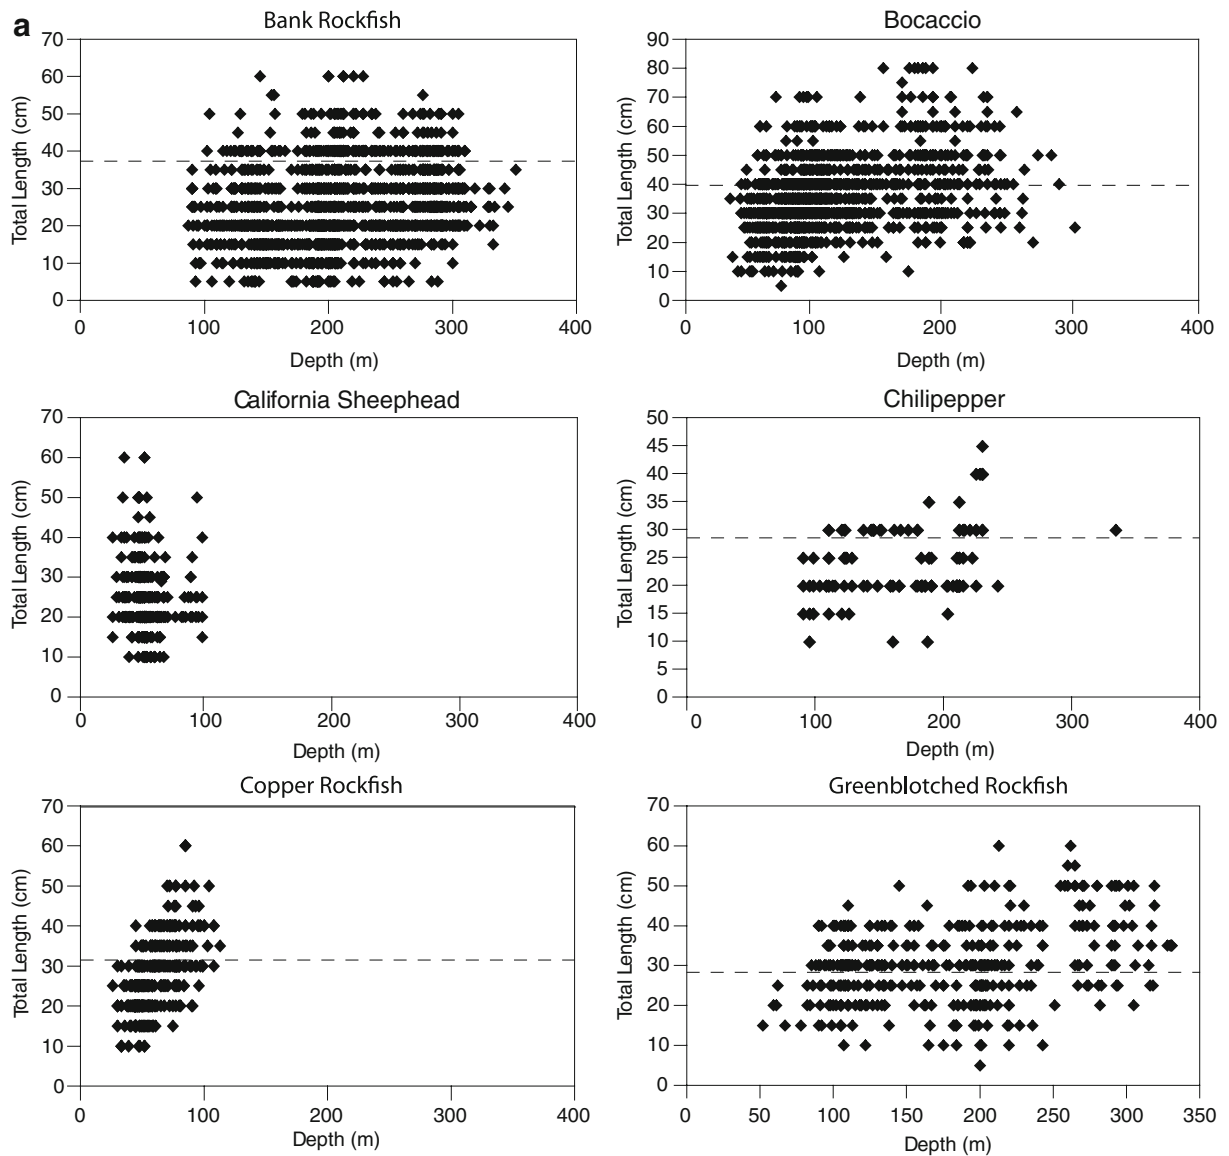 a
Bank Rockfish
Total Length (cm)
70
60
50
40
30
20
10
0
0 100 200 300 400
Depth (m)
Bocaccio
Total Length (cm)
90
80
70
60
50
40
30
20
10
0
0 100 200 300 400
Depth (m)
California Sheephead
Total Length (cm)
70
60
50
40
30
20
10
0
0 100 200 300 400
Depth (m)
Chilipepper
Total Length (cm)
50
45
40
35
30
25
20
15
10
5
0
0 100 200 300 400
Depth (m)
Copper Rockfish
Total Length (cm)
70
60
50
40
30
20
10
0
0 100 200 300 400
Depth (m)
Greenblotched Rockfish
Total Length (cm)
70
60
50
40
30
20
10
0
0 50 100 150 200 250 300 350
Depth (m)